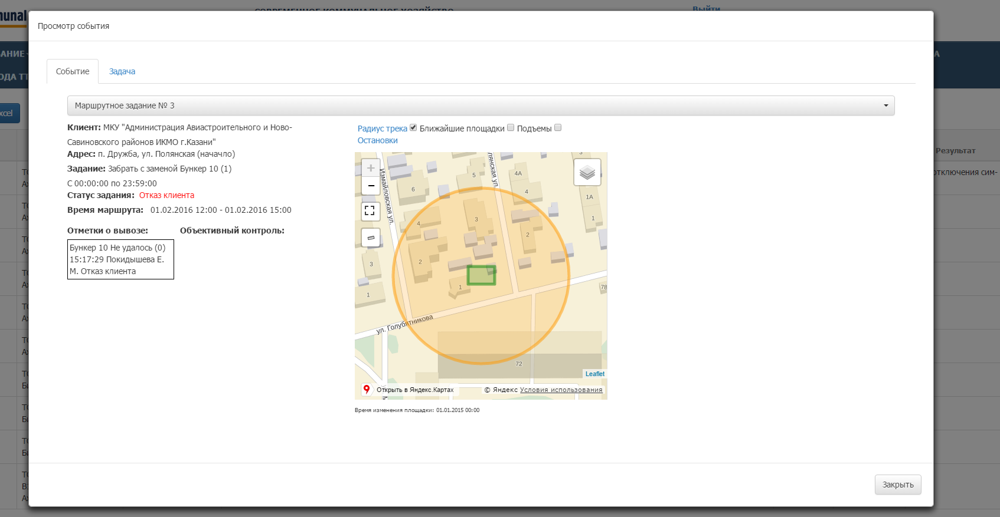 Выйти
Просмотр события
Событие
Задача
Маршрутное задание № 3
Клиент: МКУ "Администрация Авиастроительного и Ново-
Савиновского районов ИКМО г.Казани"
Адрес: п. Дружба, ул. Полянская (начачло)
Задание: Забрать с заменой Бункер 10 (1)
С 00:00:00 по 23:59:00
Статус задания: Отказ клиента
Время маршрута: 01.02.2016 12:00 - 01.02.2016 15:00
Отметки о вывозе: Объективный контроль:
Бункер 10 Не удалось (0)
15:17:29 Покидышева Е.
М. Отказ клиента
Радиус трека Ближайшие площадки Подъемы
Остановки
+
−
Измайловская ул.
лянская ул.
ул. Голубятникова
5
4А
6
4
1А
3
4
1
2
2
3
1
1
78
72
Leaflet
Открыть в Яндекс.Картах
© Яндекс Условия использования
Время изменения площадки: 01.01.2015 00:00
Результат
отключения сим-
Закрыть